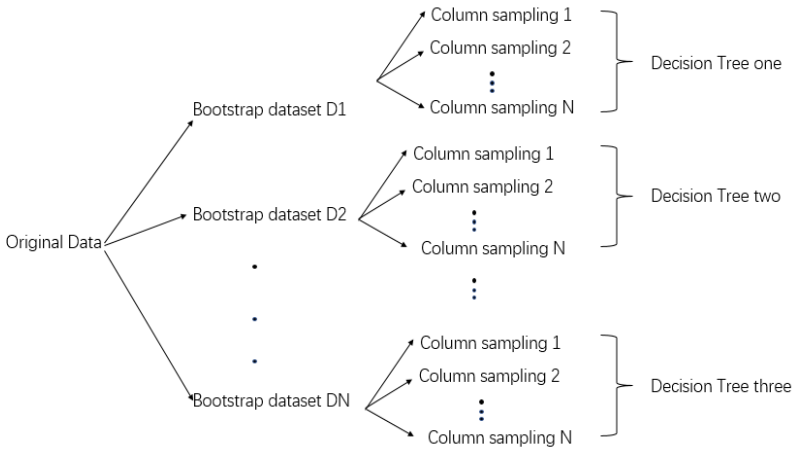 Column sampling 1
Column sampling 2
Column sampling N
Decision Tree one
Bootstrap dataset D1
Column sampling 1
Column sampling 2
Column sampling N
Decision Tree two
Bootstrap dataset D2
Original Data
Column sampling 1
Column sampling 2
Column sampling N
Decision Tree three
Bootstrap dataset DN